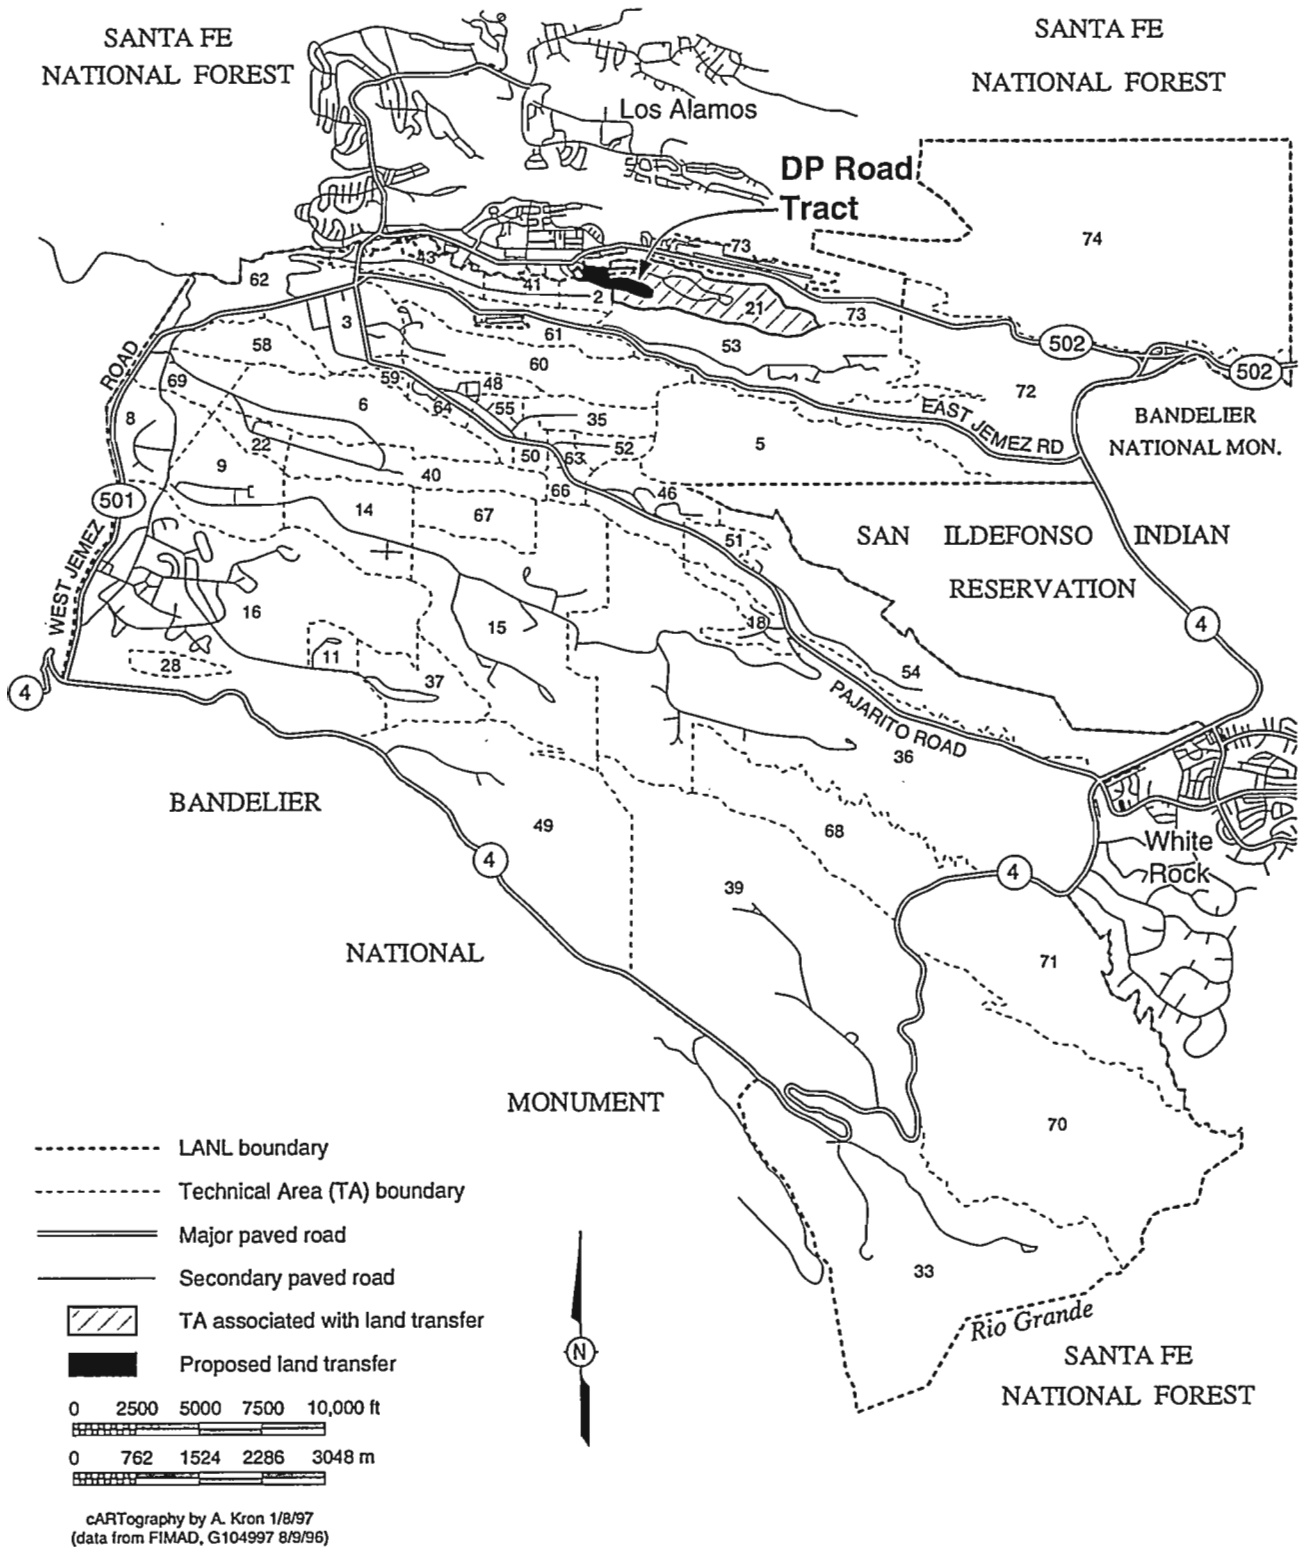 SANTA FE
NATIONAL FOREST
SANTA FE
NATIONAL FOREST
Los Alamos
DP Road
Tract
74
73
43
62
41
2
21
73
3
61
53
502
502
58
60
72
ROAD
69
59
48
6
64
55
35
EAST JEMEZ RD
BANDELIER
NATIONAL MON.
8
22
5
9
50
63
52
40
66
46
501
14
67
51
SAN ILDEFONSO INDIAN
RESERVATION
WEST JEMEZ
16
15
18
4
28
11
37
54
4
PAJARITO ROAD
36
BANDELIER
49
68
4
White
Rock
4
39
NATIONAL
71
MONUMENT
70
33
Rio Grande
SANTA FE
NATIONAL FOREST
LANL boundary
Technical Area (TA) boundary
Major paved road
Secondary paved road
TA associated with land transfer
Proposed land transfer
N
0 2500 5000 7500 10,000 ft
0 762 1524 2286 3048 m
cARTography by A. Kron 1/8/97
(data from FIMAD, G104997 8/9/96)